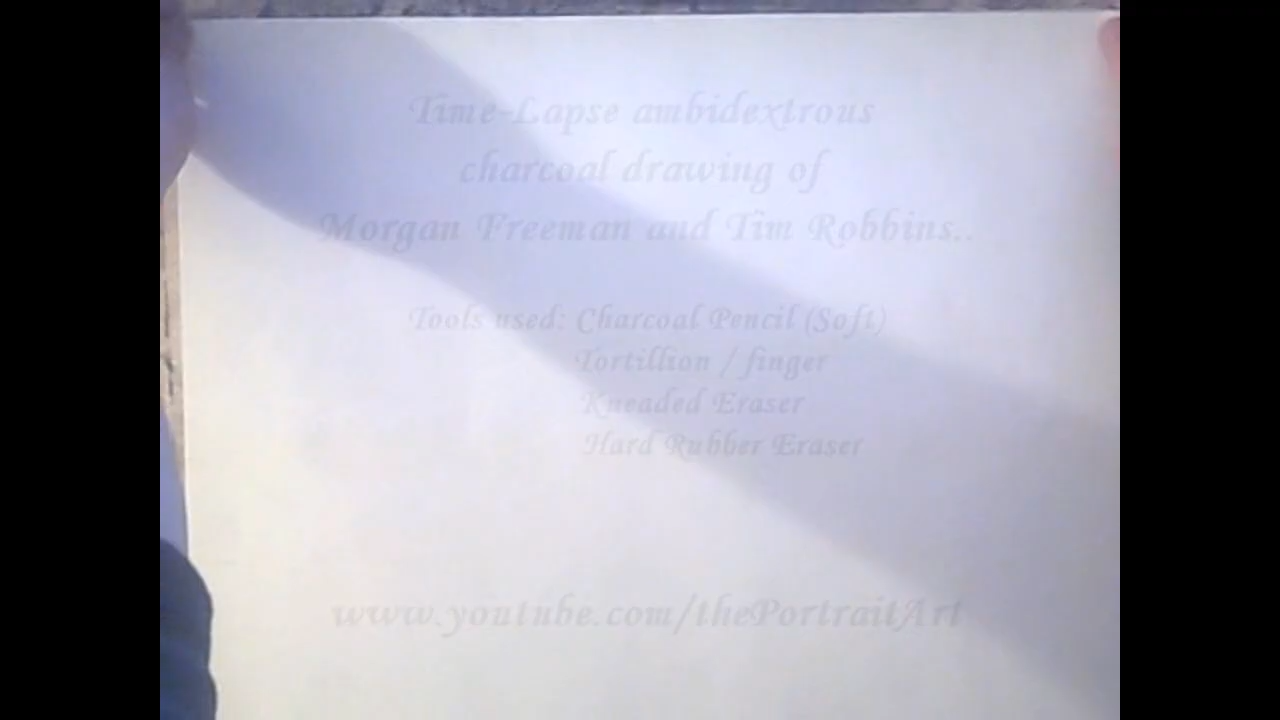 Time-Lapse ambidextrous
charcoal drawing of
Morgan Freeman and Tim Robbins..
Tools used: Charcoal Pencil (Soft)
Tortillion / finger
Kneaded Eraser
Hard Rubber Eraser
www.youtube.com/thePortraitArt